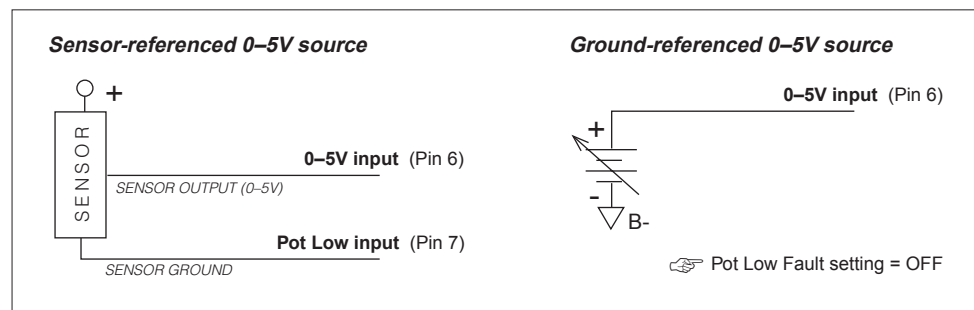 Sensor-referenced 0–5V source
+
SENSOR
0–5V input (Pin 6)
SENSOR OUTPUT (0–5V)
Pot Low input (Pin 7)
SENSOR GROUND
Ground-referenced 0–5V source
0–5V input (Pin 6)
+
-
B-
☞ Pot Low Fault setting = OFF